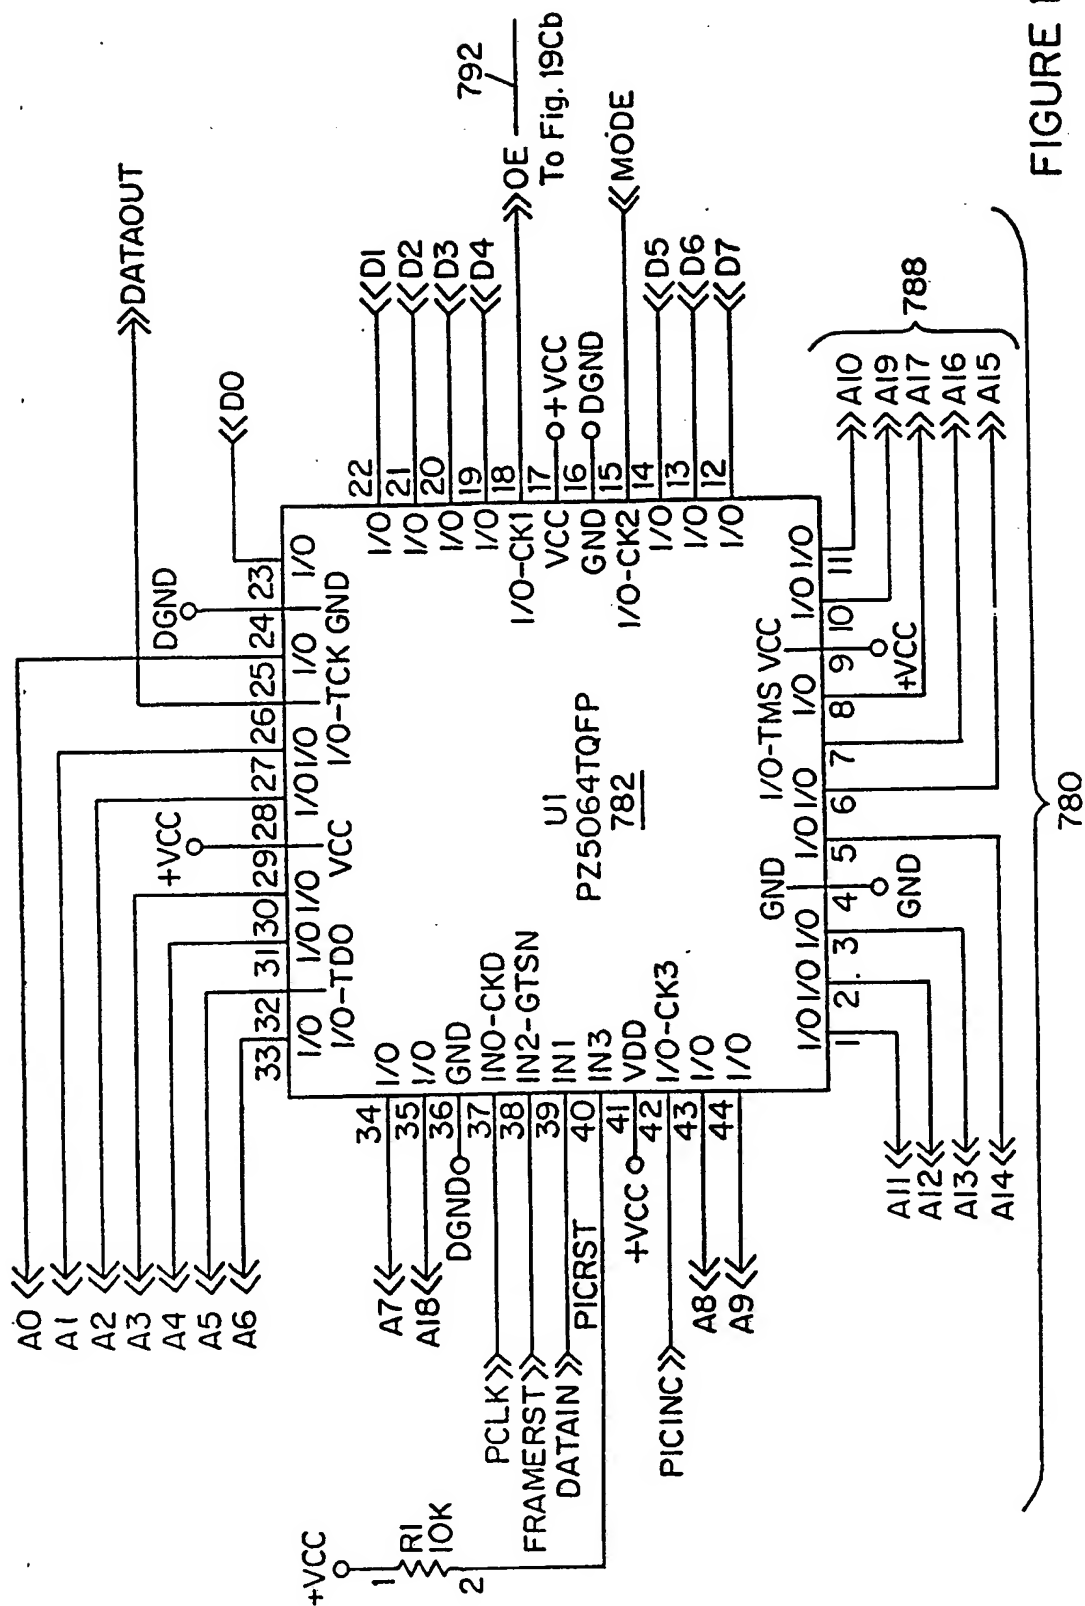 +VCC
1
R1
10K
2
A0
A1
A2
A3
A4
A5
A6
A7
A18
DGND
PCLK
FRAMERST
DATAIN
PICRST
+VCC
PICINC
A8
A9
A11
A12
A13
A14
33 32 31 30 29 28 27 26 25 24 23
I/O
I/O-TDO
I/O
I/O
VCC
I/O
I/O
I/O-TCK
I/O
GND
I/O
+VCC
DGND
DATAOUT
D0
34 I/O
35 I/O
36 GND
37 IN0-CKD
38 IN2-GTSN
39 IN1
40 IN3
41 VDD
42 I/O-CK3
43 I/O
44 I/O
U1
PZ5064TQFP
782
I/O 22
I/O 21
I/O 20
I/O 19
I/O-CK1 18
VCC 17
GND 16
I/O-CK2 15
I/O 14
I/O 13
I/O 12
D1
D2
D3
D4
OE
792
To Fig. 19Cb
+VCC
DGND
MODE
D5
D6
D7
I/O I/O I/O GND I/O I/O I/O-TMS I/O VCC I/O I/O
1 2 3 4 5 6 7 8 9 10 11
GND
+VCC
A10
A19
A17
A16
A15
788
780
FIGURE